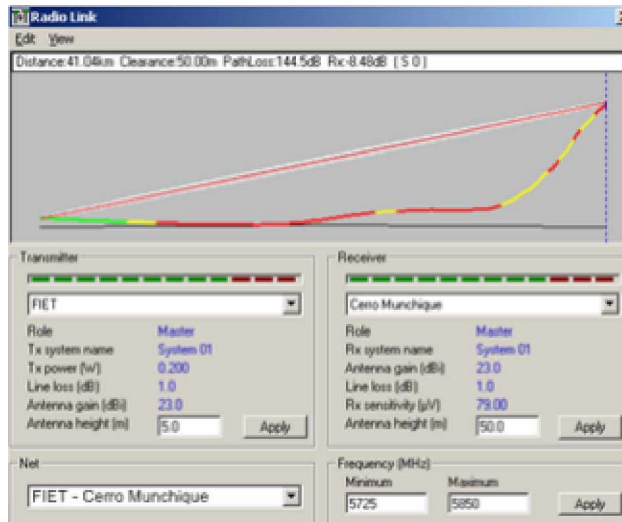 Radio Link
Edit View
Distance:41.04km Clearance:50.00m PathLoss:144.5dB Rx:-8.48dB [ S 0 ]
Transmitter
FIET
Role Master
Tx system name System 01
Tx power (W) 0.200
Line loss (dB) 1.0
Antenna gain (dBi) 23.0
Antenna height (m) 5.0 Apply
Receiver
Cerro Munchique
Role Master
Rx system name System 01
Antenna gain (dBi) 23.0
Line loss (dB) 1.0
Rx sensitivity (µV) 79.00
Antenna height (m) 50.0 Apply
Net
FIET - Cerro Munchique
Frequency (MHz)
Minimum Maximum
5725 5850 Apply